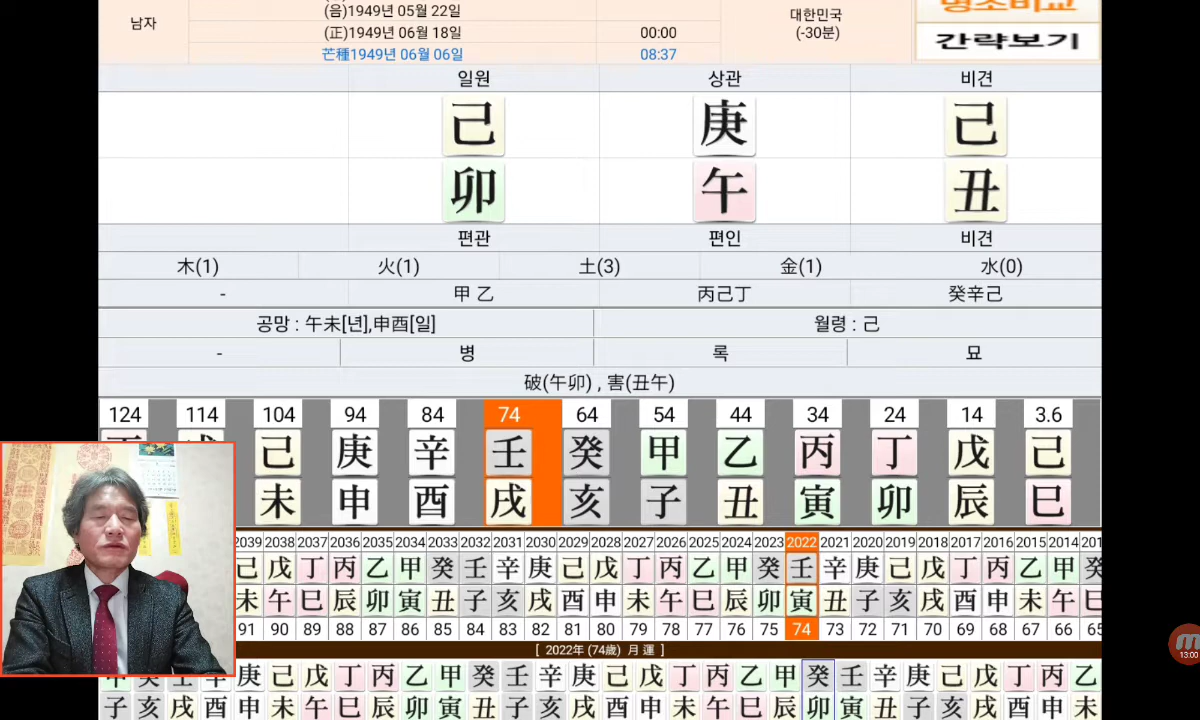 남자
(음)1949년 05월 22일
(正)1949년 06월 18일 00:00
芒種1949년 06월 06일 08:37
대한민국
(-30분)
명조비교
간략보기
일원 상관 비견
己 庚 己
卯 午 丑
편관 편인 비견
木(1) 火(1) 土(3) 金(1) 水(0)
- 甲 乙 丙己丁 癸辛己
공망 : 午未[년],申酉[일] 월령 : 己
- 병 록 묘
破(午卯) , 害(丑午)
124 114 104 94 84 74 64 54 44 34 24 14 3.6
己 庚 辛 壬 癸 甲 乙 丙 丁 戊 己
未 申 酉 戌 亥 子 丑 寅 卯 辰 巳
2039 2038 2037 2036 2035 2034 2033 2032 2031 2030 2029 2028 2027 2026 2025 2024 2023 2022 2021 2020 2019 2018 2017 2016 2015 2014 201
己 戊 丁 丙 乙 甲 癸 壬 辛 庚 己 戊 丁 丙 乙 甲 癸 壬 辛 庚 己 戊 丁 丙 乙 甲 癸
未 午 巳 辰 卯 寅 丑 子 亥 戌 酉 申 未 午 巳 辰 卯 寅 丑 子 亥 戌 酉 申 未 午 巳
91 90 89 88 87 86 85 84 83 82 81 80 79 78 77 76 75 74 73 72 71 70 69 68 67 66 65
[ 2022年 (74歲) 月 運 ]
甲 癸 壬 辛 庚 己 戊 丁 丙 乙 甲 癸 壬 辛 庚 己 戊 丁 丙 乙 甲 癸 壬 辛 庚 己 戊 丁 丙 乙
子 亥 戌 酉 申 未 午 巳 辰 卯 寅 丑 子 亥 戌 酉 申 未 午 巳 辰 卯 寅 丑 子 亥 戌 酉 申 未
13:00